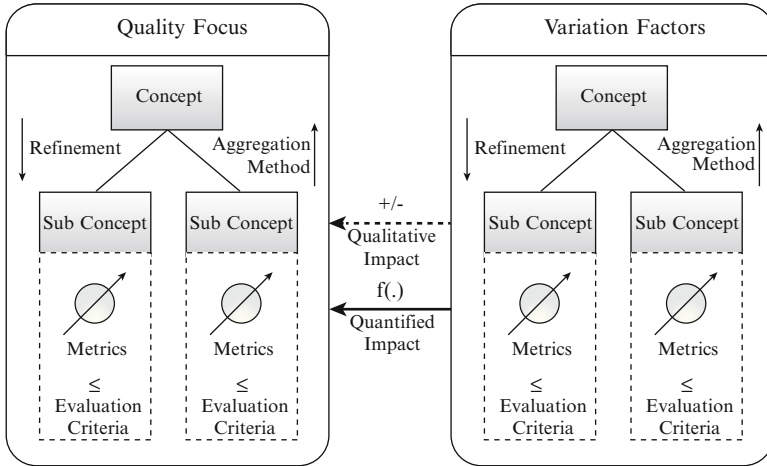 Quality Focus
Concept
Refinement
Aggregation
Method
Sub Concept
Sub Concept
Metrics
Metrics
≤
≤
Evaluation
Criteria
Evaluation
Criteria
+/-
Qualitative
Impact
f(.)
Quantified
Impact
Variation Factors
Concept
Refinement
Aggregation
Method
Sub Concept
Sub Concept
Metrics
Metrics
≤
≤
Evaluation
Criteria
Evaluation
Criteria